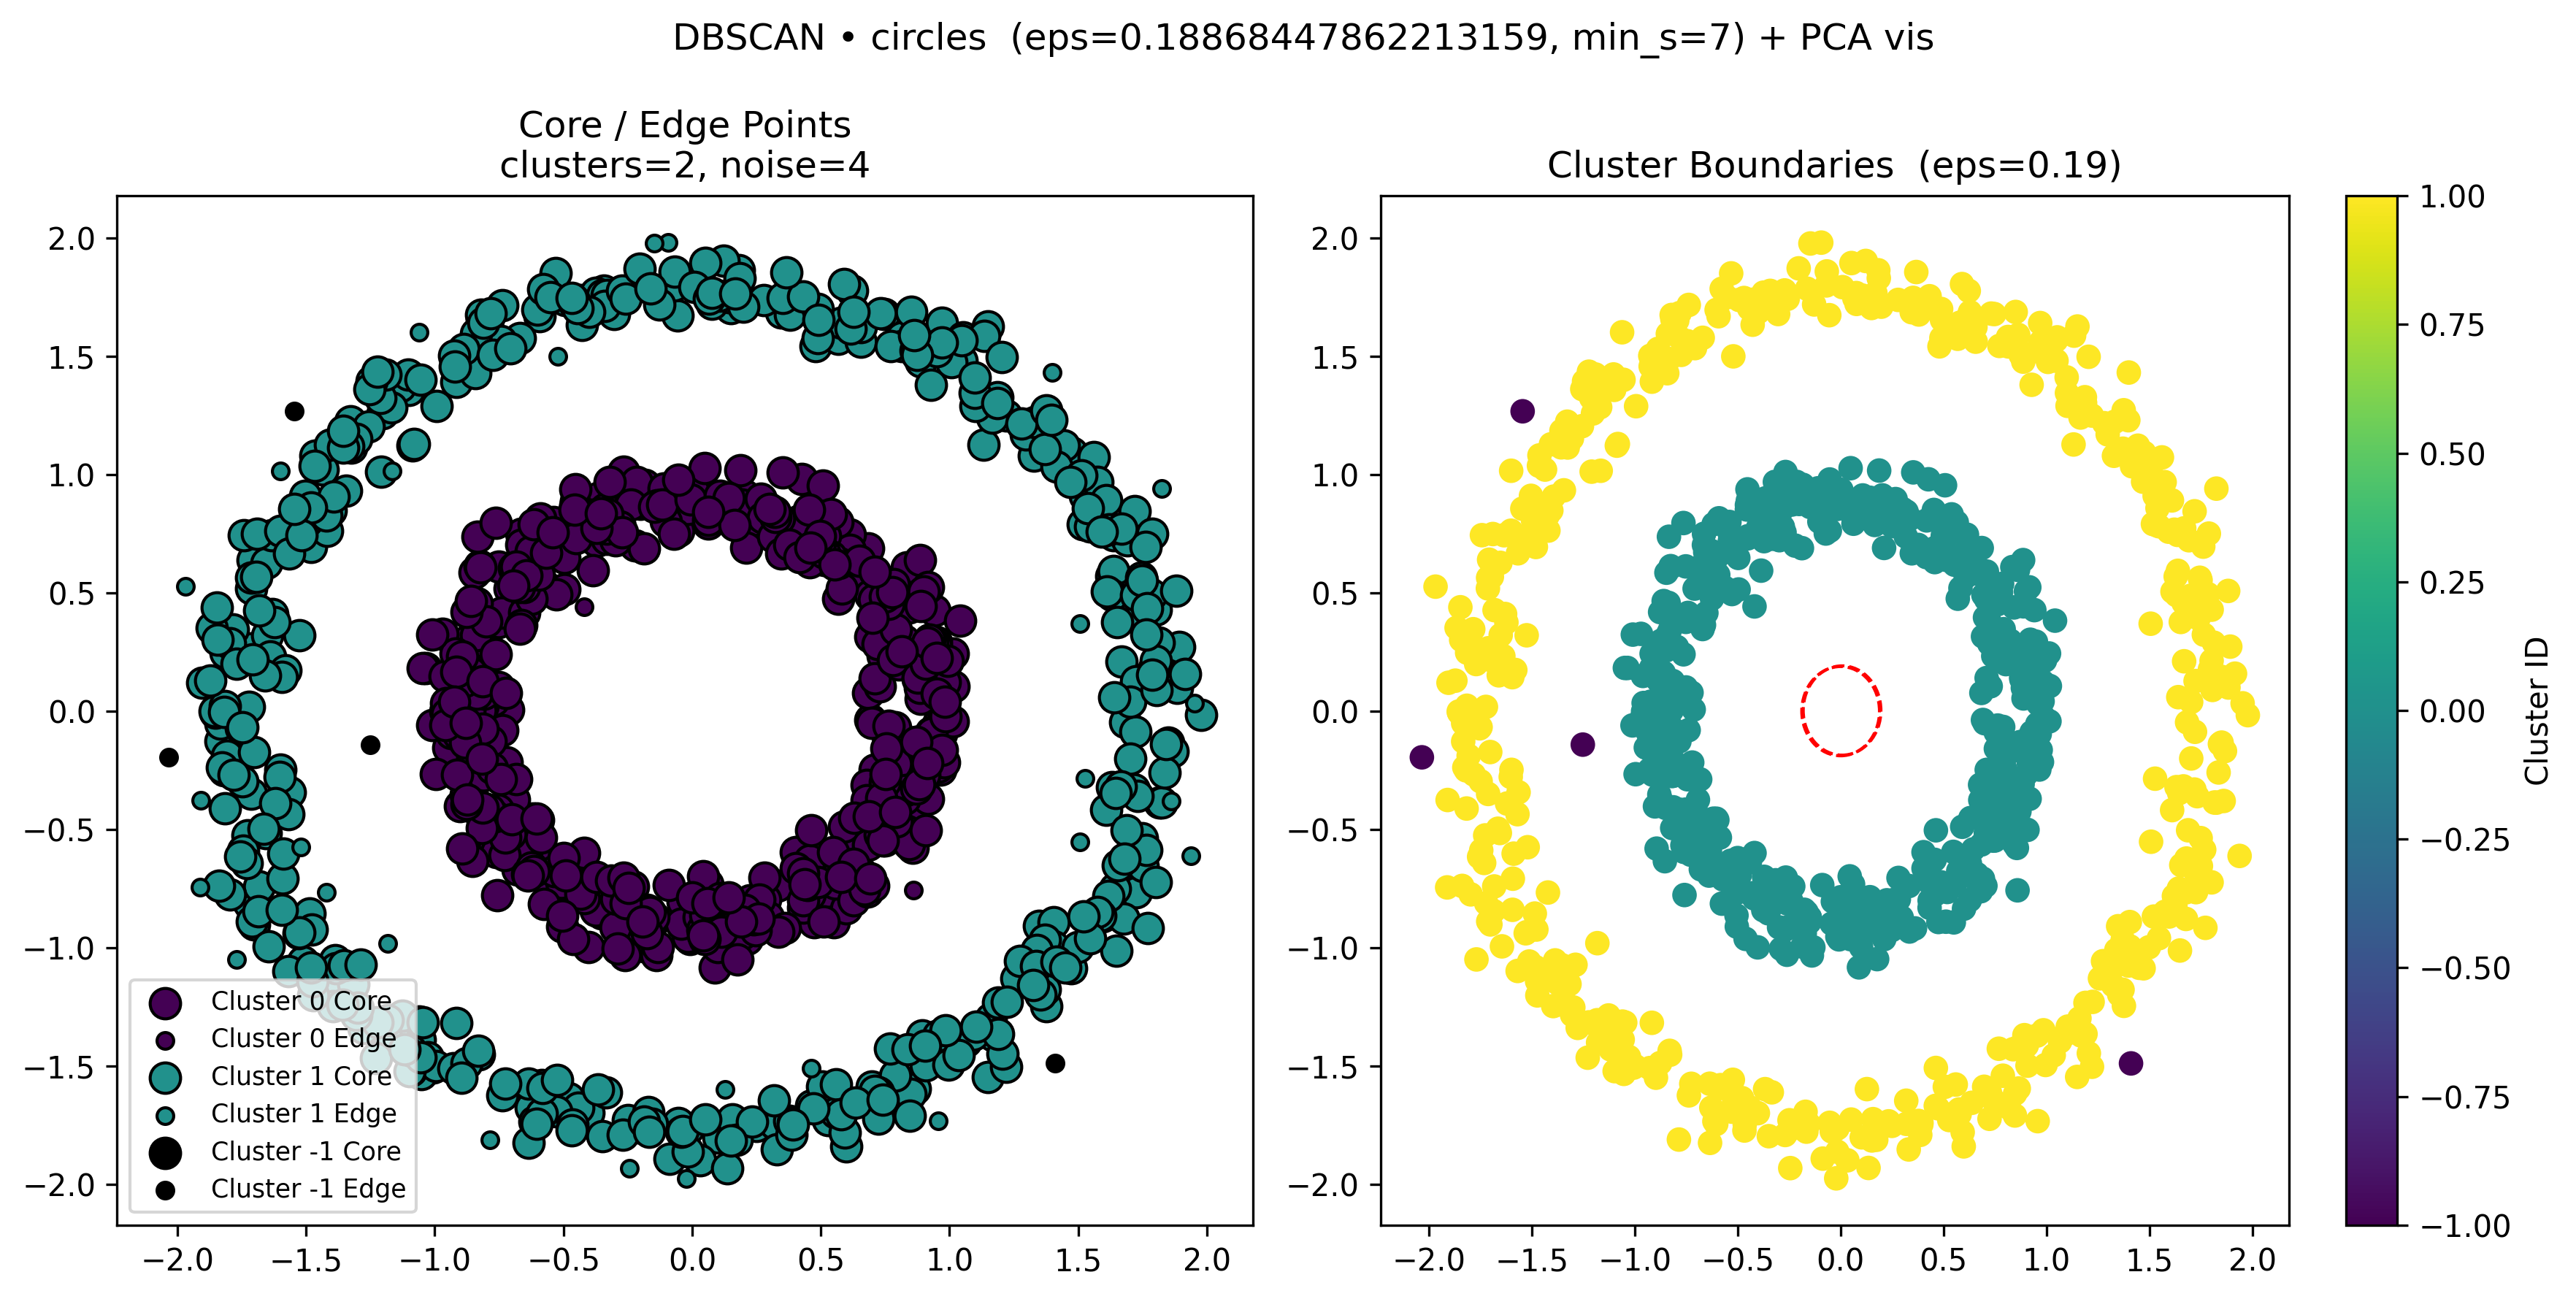 DBSCAN • circles  (eps=0.18868447862213159, min_s=7) + PCA vis
Core / Edge Points
clusters=2, noise=4
2.0
1.5
1.0
0.5
0.0
−0.5
−1.0
−1.5
−2.0
−2.0 −1.5 −1.0 −0.5 0.0 0.5 1.0 1.5 2.0
Cluster 0 Core
Cluster 0 Edge
Cluster 1 Core
Cluster 1 Edge
Cluster -1 Core
Cluster -1 Edge
Cluster Boundaries  (eps=0.19)
2.0
1.5
1.0
0.5
0.0
−0.5
−1.0
−1.5
−2.0
−2.0 −1.5 −1.0 −0.5 0.0 0.5 1.0 1.5 2.0
1.00
0.75
0.50
0.25
0.00
−0.25
−0.50
−0.75
−1.00
Cluster ID